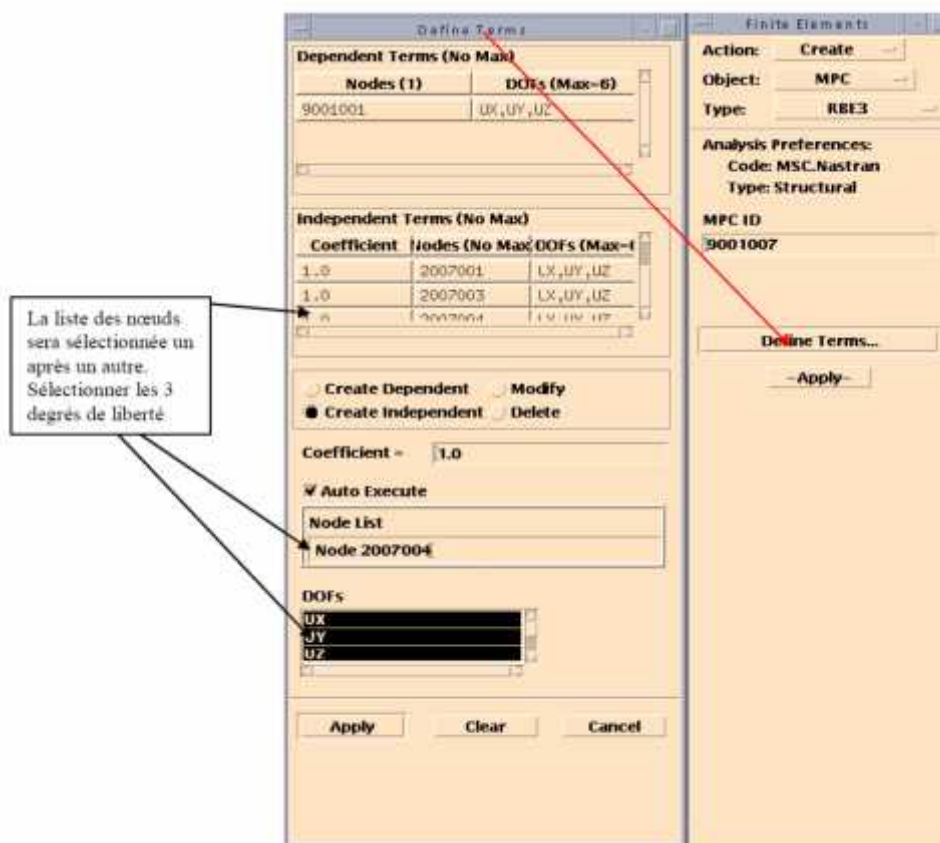 Define Terms
Dependent Terms (No Max)
Nodes (1) DOFs (Max=6)
9001001 UX,UY,UZ
Independent Terms (No Max)
Coefficient Nodes (No Max DOFs (Max=
1.0 2007001 UX,UY,UZ
1.0 2007003 UX,UY,UZ
2007004
La liste des nœuds
sera sélectionnée un
après un autre.
Sélectionner les 3
degrés de liberté
Create Dependent Modify
Create Independent Delete
Coefficient = 1.0
Auto Execute
Node List
Node 2007004
DOFs
UX
UY
UZ
Apply Clear Cancel
Finite Elements
Action: Create
Object: MPC
Type: RBE3
Analysis Preferences:
Code: MSC.Nastran
Type: Structural
MPC ID
9001007
Define Terms...
-Apply-